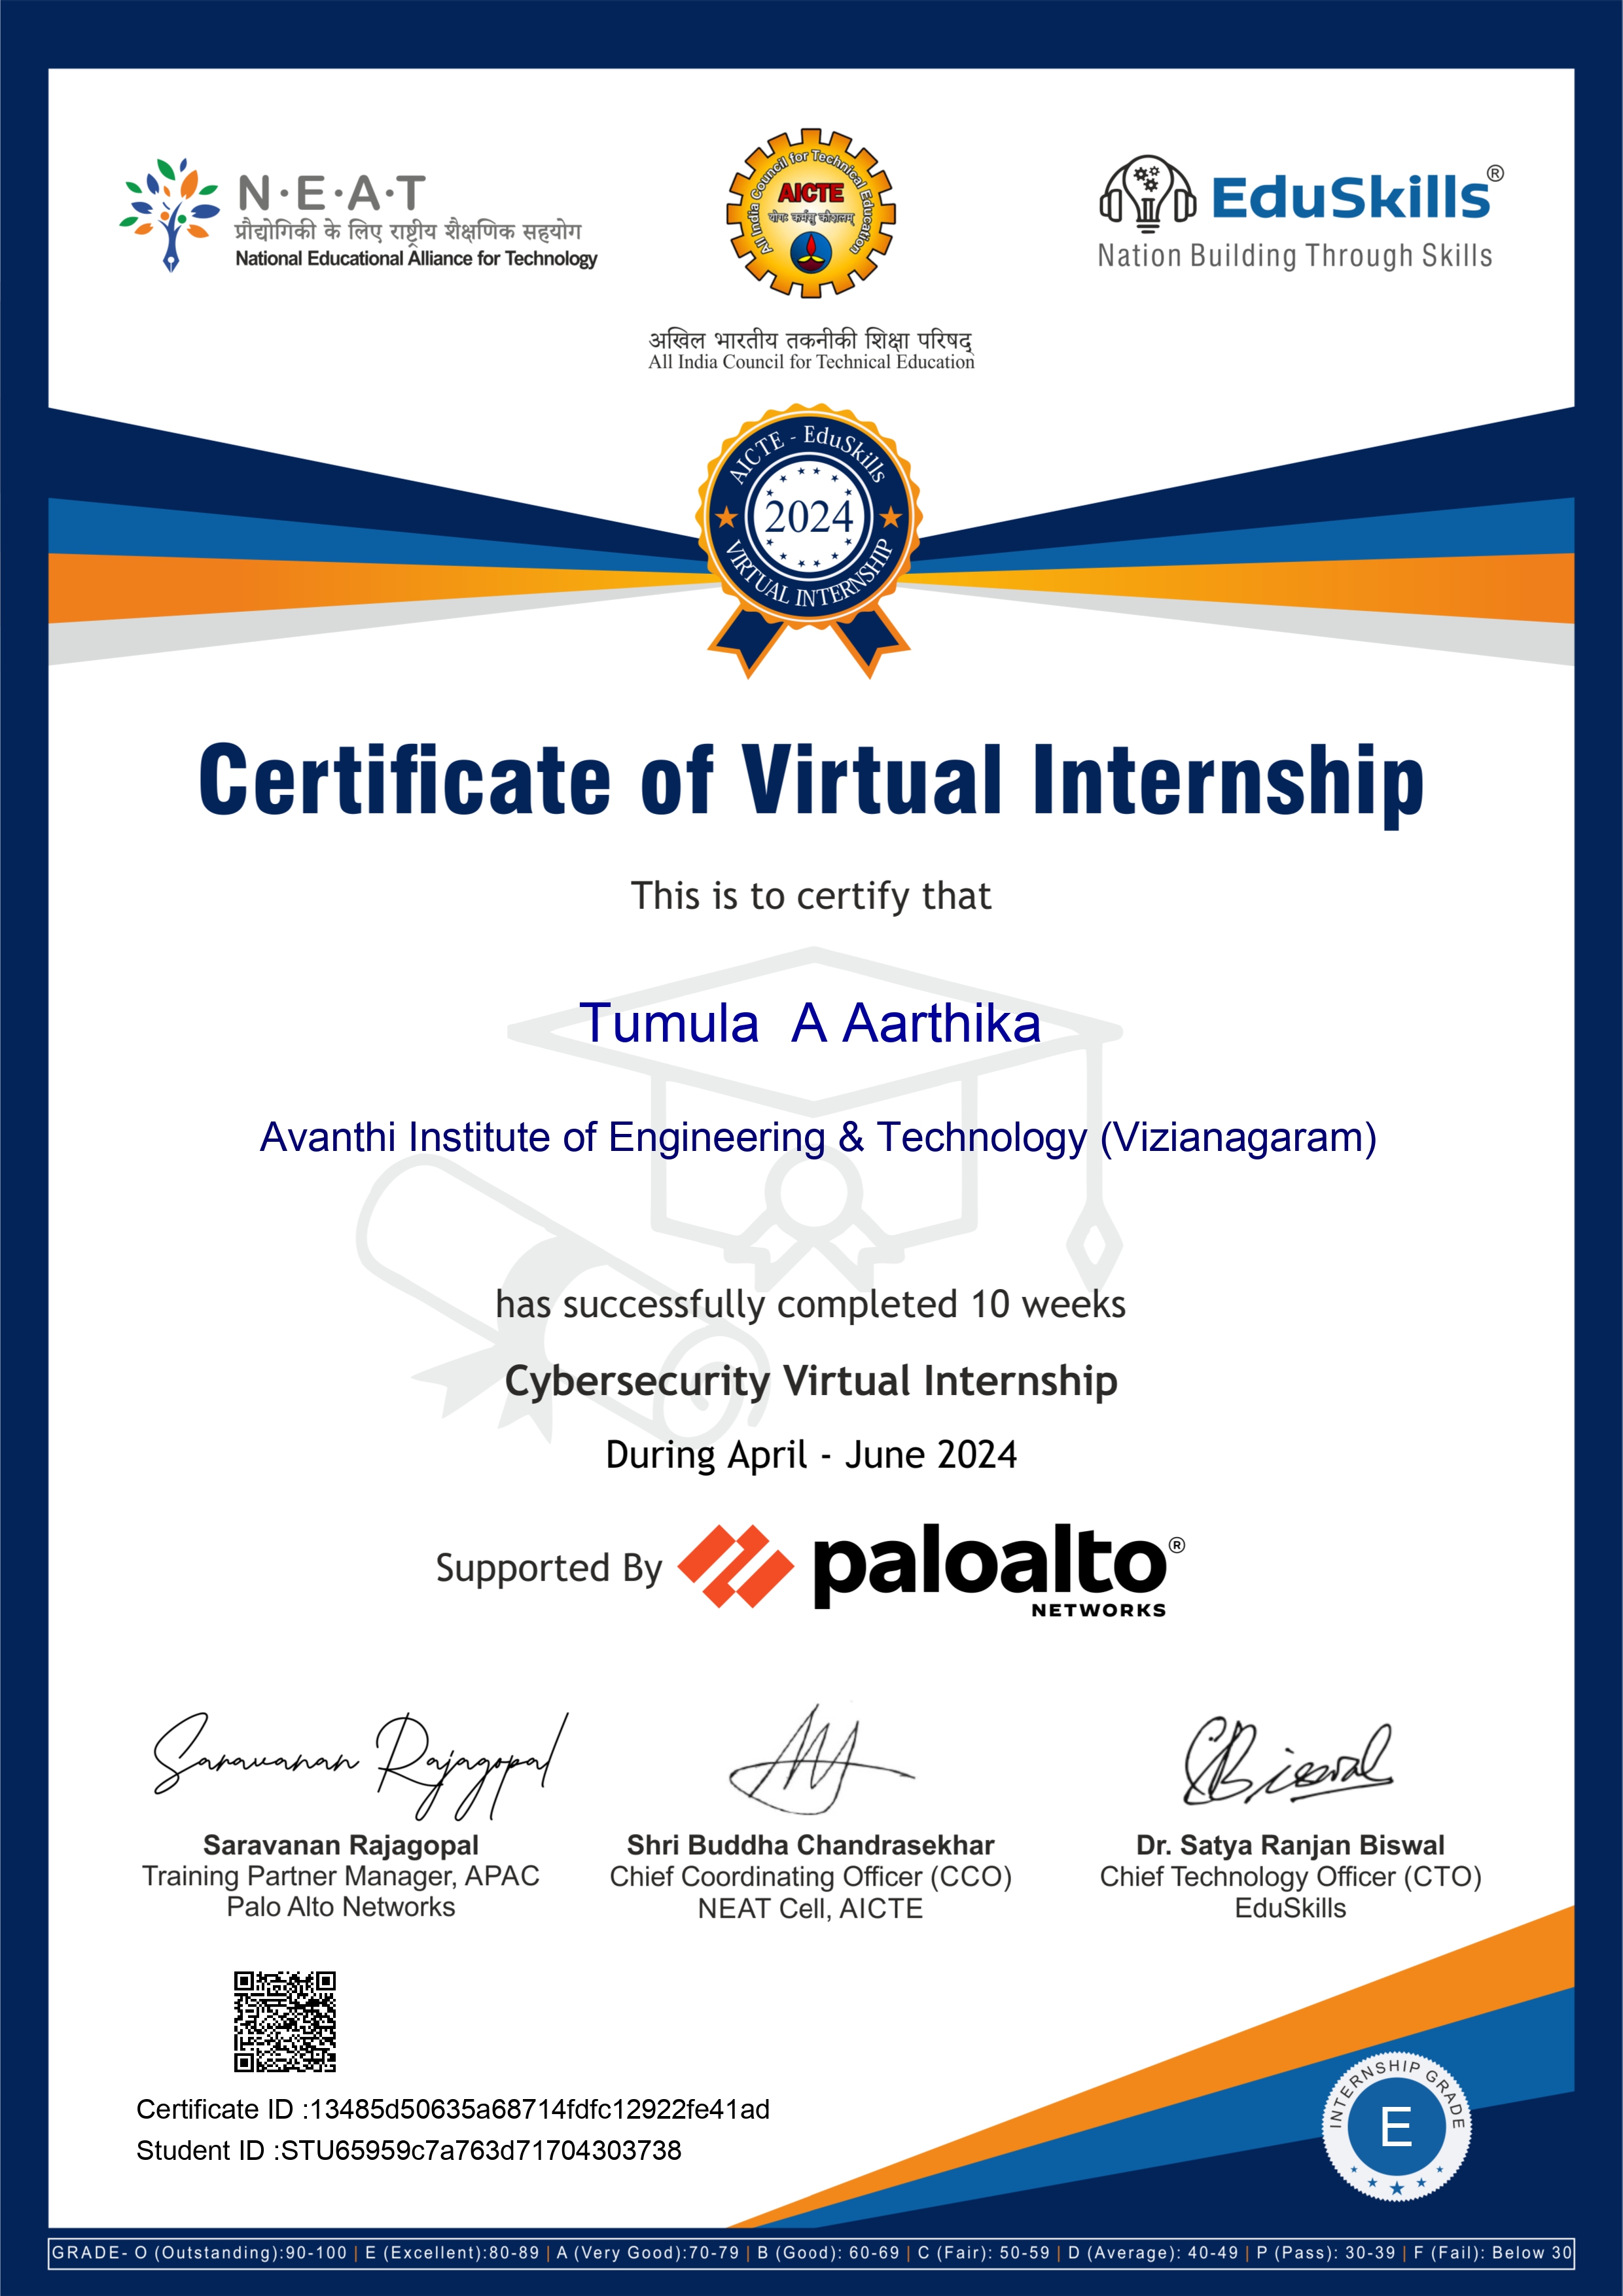 N·E·A·T
प्रौद्योगिकी के लिए राष्ट्रीय शैक्षणिक सहयोग
National Educational Alliance for Technology
All India Council for Technical Education
AICTE
योगः कर्मसु कौशलम्
अखिल भारतीय तकनीकी शिक्षा परिषद्
All India Council for Technical Education
EduSkills®
Nation Building Through Skills
AICTE - EduSkills
2024
VIRTUAL INTERNSHIP
Certificate of Virtual Internship
This is to certify that
Tumula A Aarthika
Avanthi Institute of Engineering & Technology (Vizianagaram)
has successfully completed 10 weeks
Cybersecurity Virtual Internship
During April - June 2024
Supported By paloalto®
NETWORKS
Saravanan Rajagopal
Saravanan Rajagopal
Training Partner Manager, APAC
Palo Alto Networks
Shri Buddha Chandrasekhar
Chief Coordinating Officer (CCO)
NEAT Cell, AICTE
Biswal
Dr. Satya Ranjan Biswal
Chief Technology Officer (CTO)
EduSkills
Certificate ID :13485d50635a68714fdfc12922fe41ad
Student ID :STU65959c7a763d71704303738
INTERNSHIP GRADE
E
GRADE- O (Outstanding):90-100 | E (Excellent):80-89 | A (Very Good):70-79 | B (Good): 60-69 | C (Fair): 50-59 | D (Average): 40-49 | P (Pass): 30-39 | F (Fail): Below 30